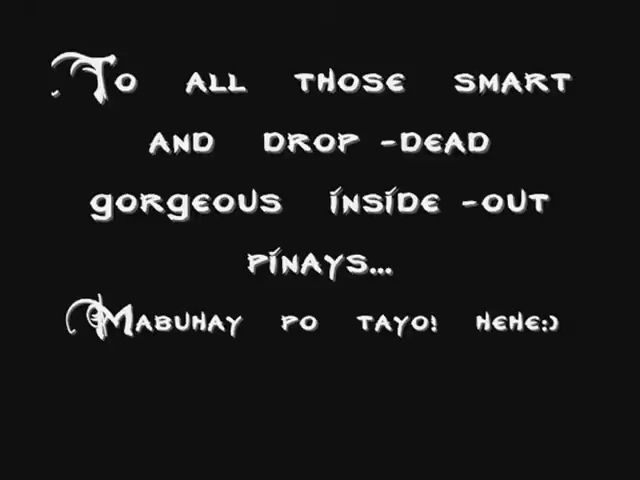 To all those smart
and drop-dead
gorgeous inside-out
pinays...
Mabuhay po tayo! hehe:)